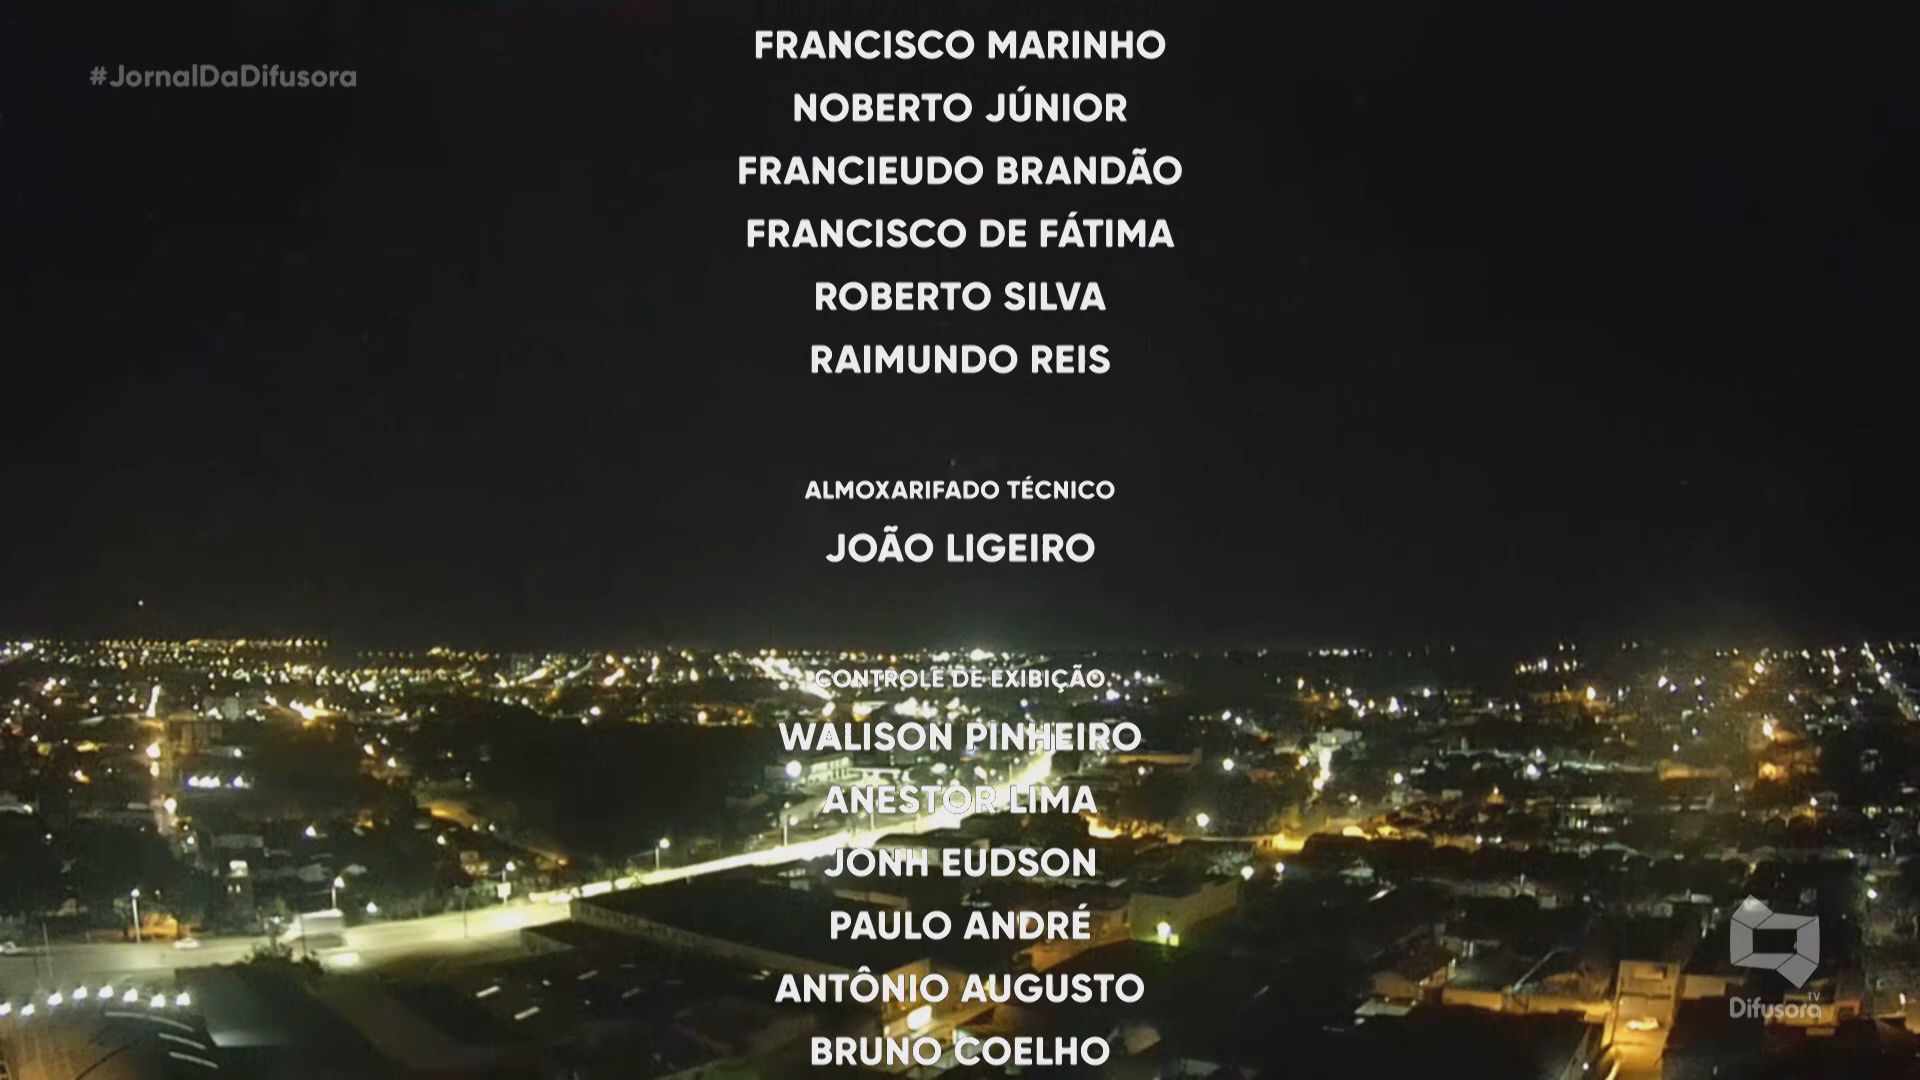 FRANCISCO MARINHO
#JornalDaDifusora
NOBERTO JÚNIOR
FRANCIEUDO BRANDÃO
FRANCISCO DE FÁTIMA
ROBERTO SILVA
RAIMUNDO REIS
ALMOXARIFADO TÉCNICO
JOÃO LIGEIRO
CONTROLE DE EXIBIÇÃO
WALISON PINHEIRO
ANESTOR LIMA
JONH EUDSON
PAULO ANDRÉ
ANTÔNIO AUGUSTO
BRUNO COELHO
TV
Difusora